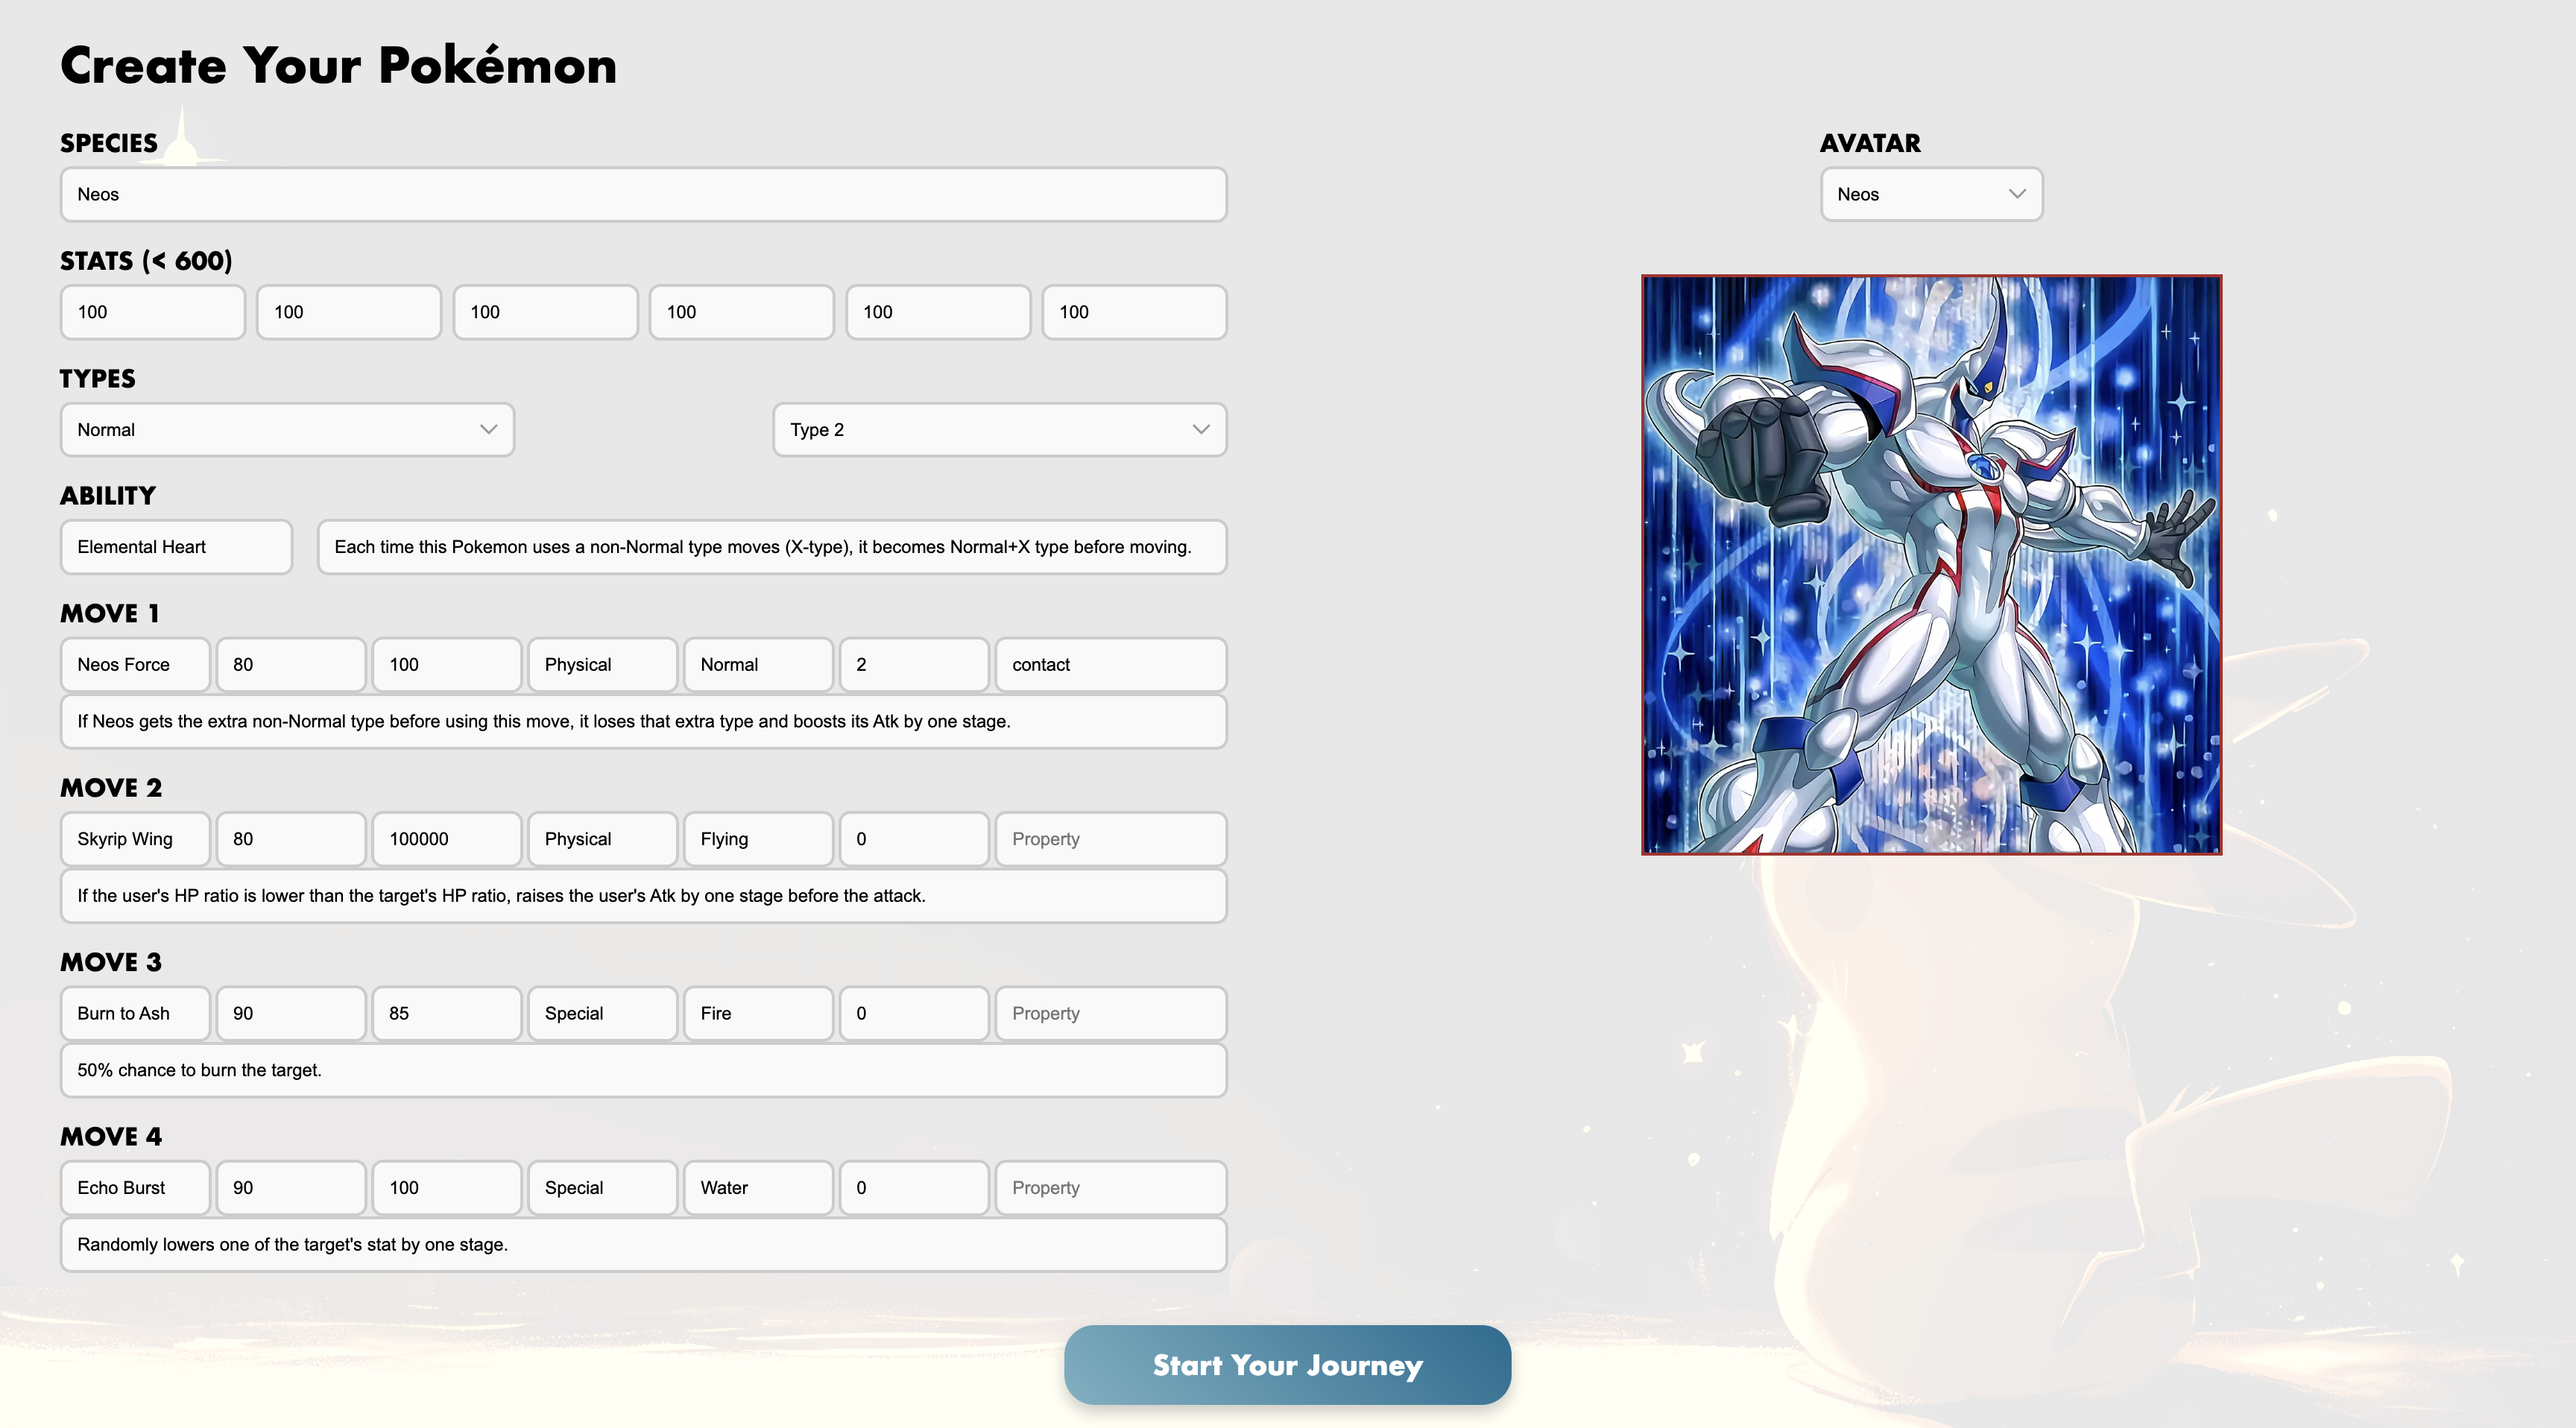 Create Your Pokémon
SPECIES
Neos
AVATAR
Neos
STATS (< 600)
100 100 100 100 100 100
TYPES
Normal Type 2
ABILITY
Elemental Heart Each time this Pokemon uses a non-Normal type moves (X-type), it becomes Normal+X type before moving.
MOVE 1
Neos Force 80 100 Physical Normal 2 contact
If Neos gets the extra non-Normal type before using this move, it loses that extra type and boosts its Atk by one stage.
MOVE 2
Skyrip Wing 80 100000 Physical Flying 0 Property
If the user's HP ratio is lower than the target's HP ratio, raises the user's Atk by one stage before the attack.
MOVE 3
Burn to Ash 90 85 Special Fire 0 Property
50% chance to burn the target.
MOVE 4
Echo Burst 90 100 Special Water 0 Property
Randomly lowers one of the target's stat by one stage.
Start Your Journey